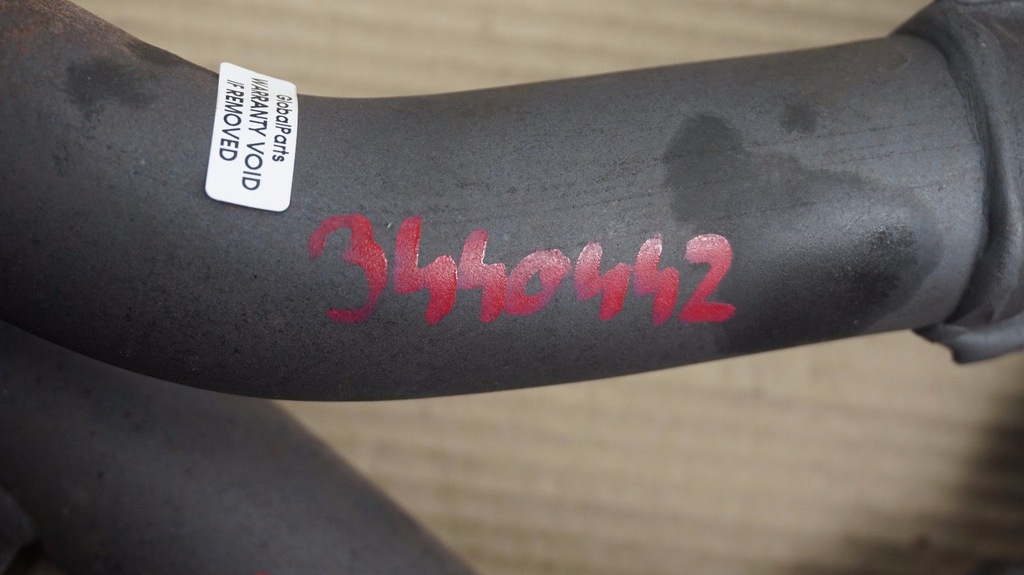 GlobalParts
WARRANTY VOID
IF REMOVED
3440442